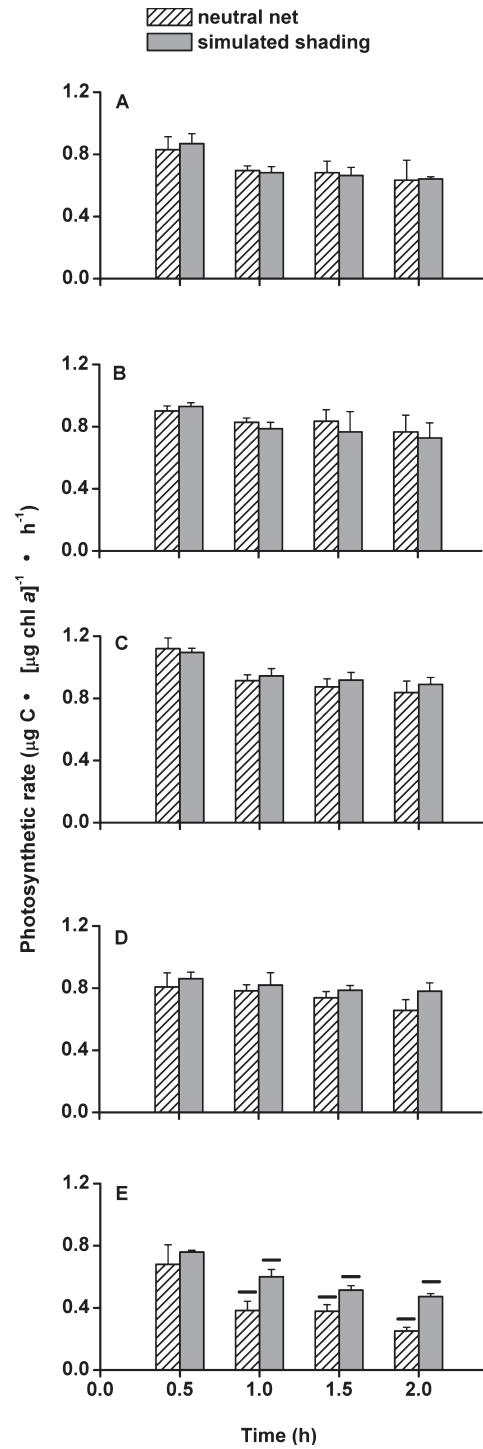 neutral net
simulated shading
A
1.2
0.8
0.4
0.0
B
1.2
0.8
0.4
0.0
C
1.2
0.8
0.4
0.0
D
1.2
0.8
0.4
0.0
E
1.2
0.8
0.4
0.0
Photosynthetic rate (µg C • [µg chl a]⁻¹ • h⁻¹)
0.0 0.5 1.0 1.5 2.0
Time (h)